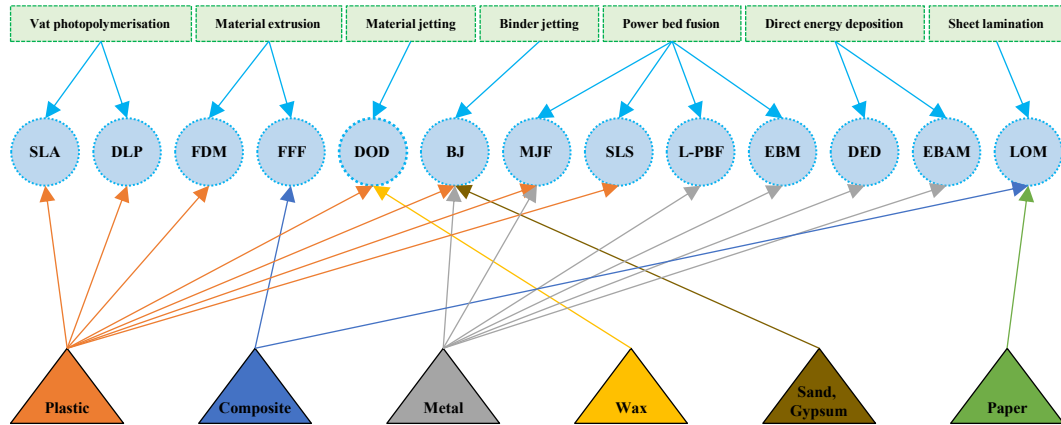 Vat photopolymerisation
Material extrusion
Material jetting
Binder jetting
Power bed fusion
Direct energy deposition
Sheet lamination
SLA
DLP
FDM
FFF
DOD
BJ
MJF
SLS
L-PBF
EBM
DED
EBAM
LOM
Plastic
Composite
Metal
Wax
Sand,
Gypsum
Paper